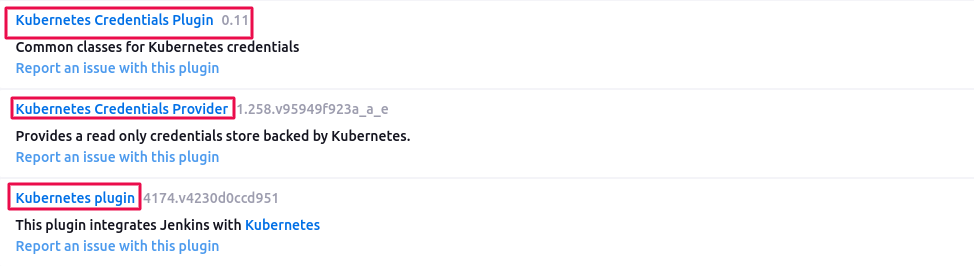 Kubernetes Credentials Plugin 0.11
Common classes for Kubernetes credentials
Report an issue with this plugin
Kubernetes Credentials Provider 1.258.v95949f923a_a_e
Provides a read only credentials store backed by Kubernetes.
Report an issue with this plugin
Kubernetes plugin 4174.v4230d0ccd951
This plugin integrates Jenkins with Kubernetes
Report an issue with this plugin